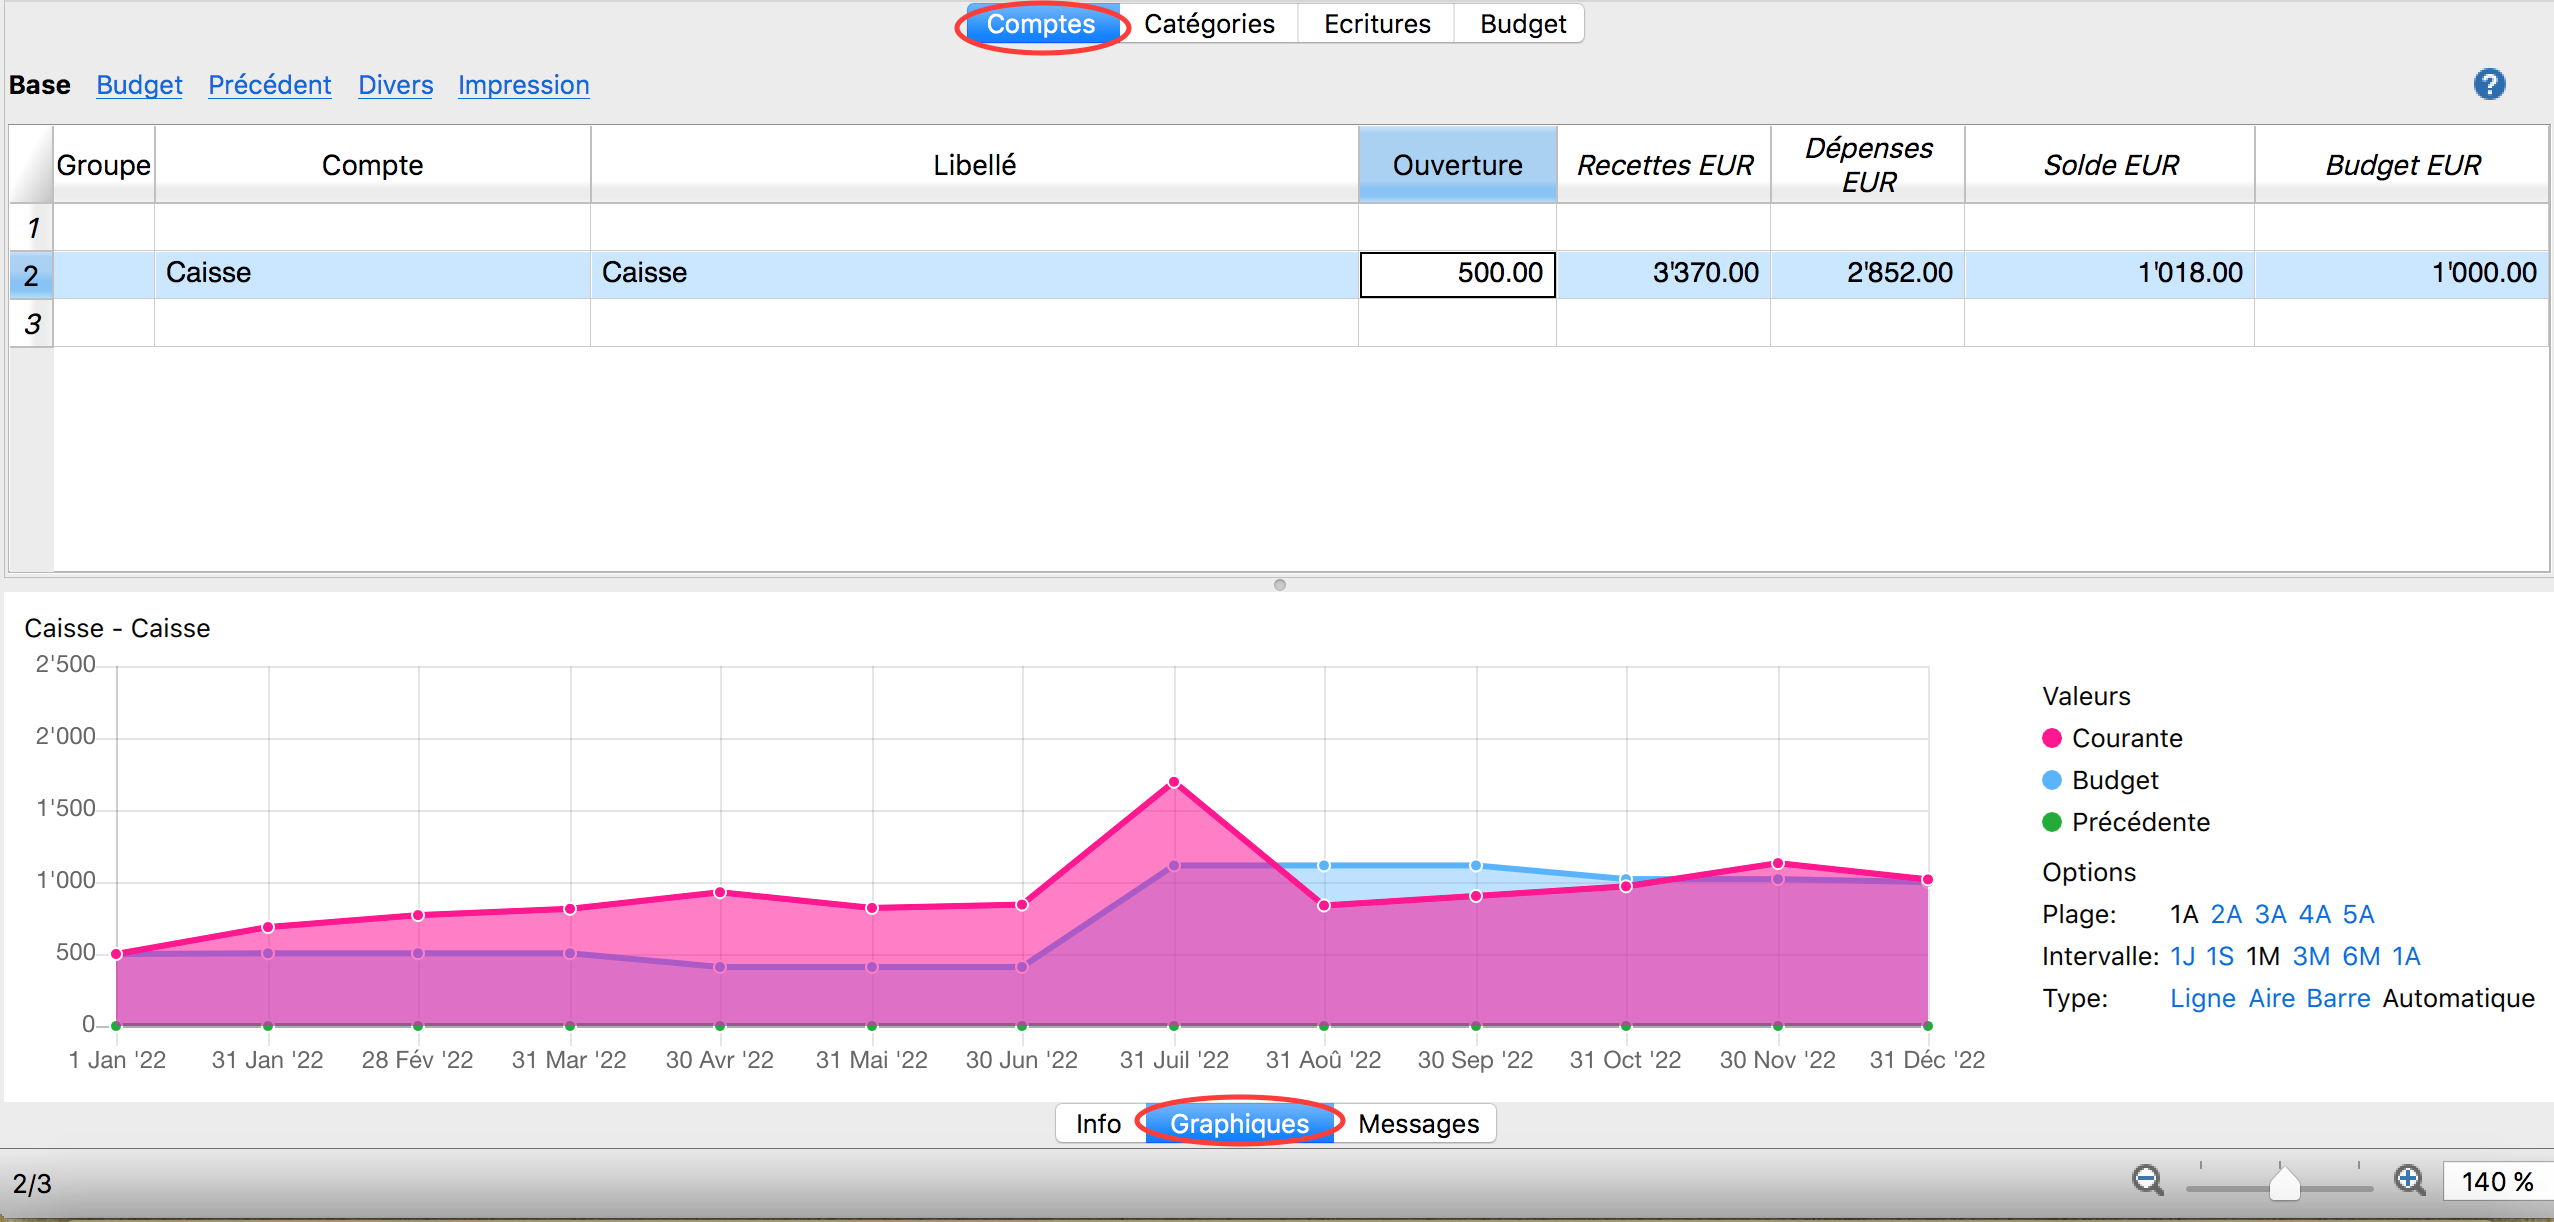 Comptes Catégories Ecritures Budget
Base Budget Précédent Divers Impression ?
Groupe Compte Libellé Ouverture Recettes EUR Dépenses EUR Solde EUR Budget EUR
1
2 Caisse Caisse 500.00 3'370.00 2'852.00 1'018.00 1'000.00
3
Caisse - Caisse
2'500
2'000
1'500
1'000
500
0
1 Jan '22 31 Jan '22 28 Fév '22 31 Mar '22 30 Avr '22 31 Mai '22 30 Jun '22 31 Juil '22 31 Aoû '22 30 Sep '22 31 Oct '22 30 Nov '22 31 Déc '22
Valeurs
Courante
Budget
Précédente
Options
Plage: 1A 2A 3A 4A 5A
Intervalle: 1J 1S 1M 3M 6M 1A
Type: Ligne Aire Barre Automatique
Info Graphiques Messages
2/3 140 %